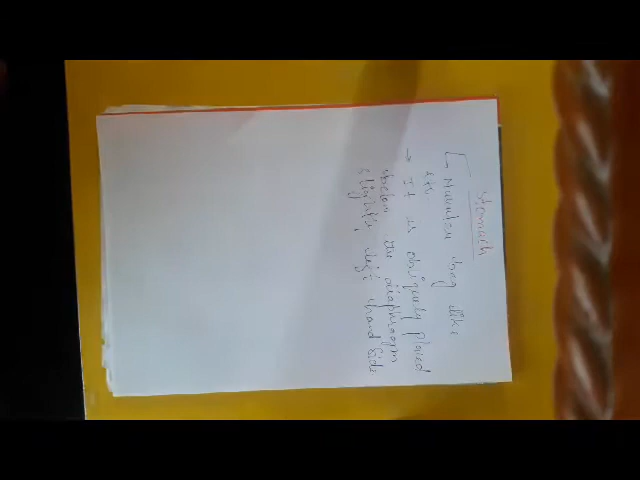 Stomach
→ Muscular bag like
→ It is obliquely placed
below the diaphragm
slightly left hand side